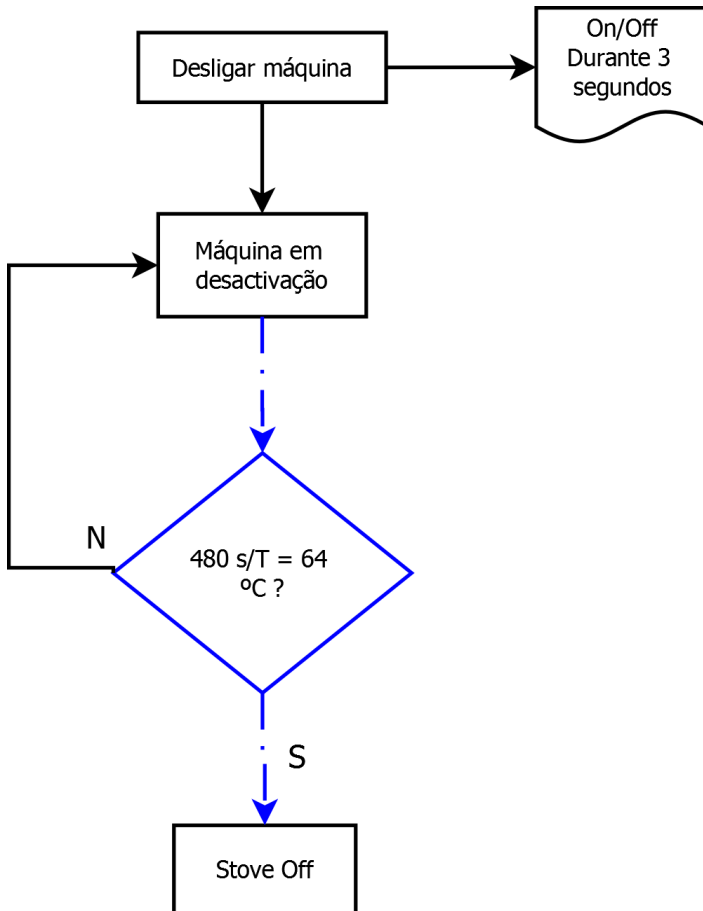 Desligar máquina
On/Off
Durante 3
segundos
Máquina em
desactivação
N
480 s/T = 64
ºC ?
S
Stove Off